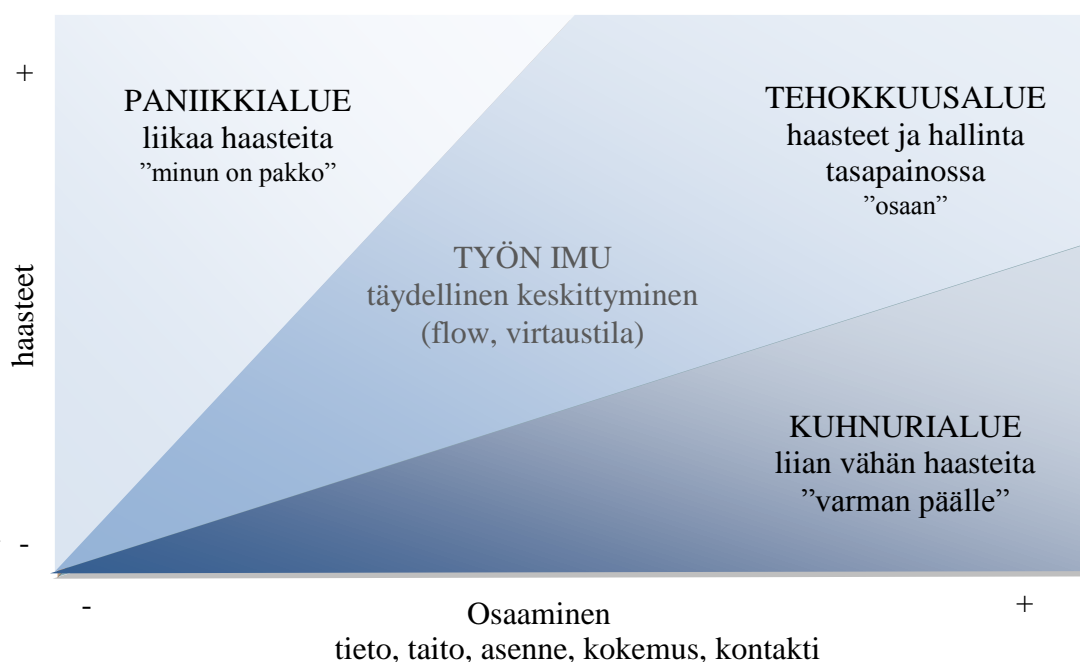 +
PANIIKKIALUE
liikaa haasteita
”minun on pakko”
TEHOKKUUSALUE
haasteet ja hallinta
tasapainossa
”osaan”
TYÖN IMU
täydellinen keskittyminen
(flow, virtaustila)
haasteet
KUHNURIALUE
liian vähän haasteita
”varman päälle”
-
-
+
Osaaminen
tieto, taito, asenne, kokemus, kontakti